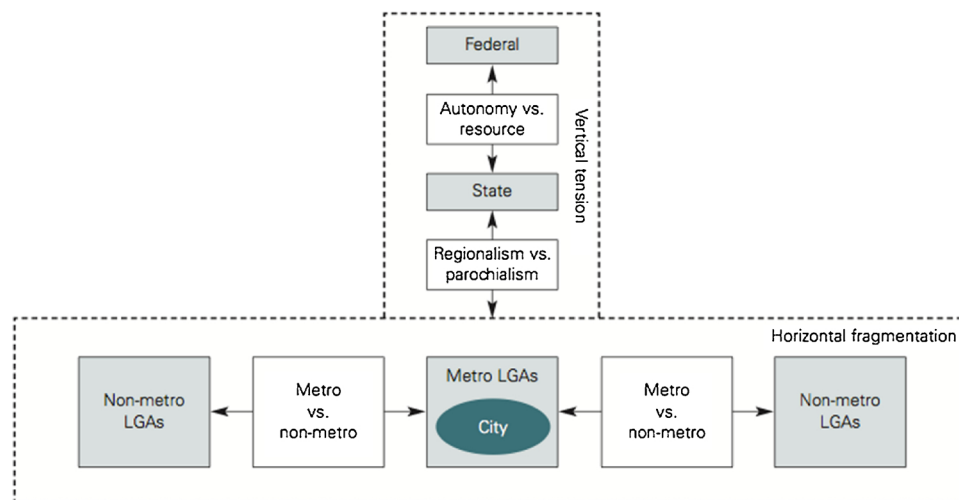 Federal
Autonomy vs.
resource
Vertical tension
State
Regionalism vs.
parochialism
Horizontal fragmentation
Non-metro
LGAs
Metro
vs.
non-metro
Metro LGAs
City
Metro
vs.
non-metro
Non-metro
LGAs